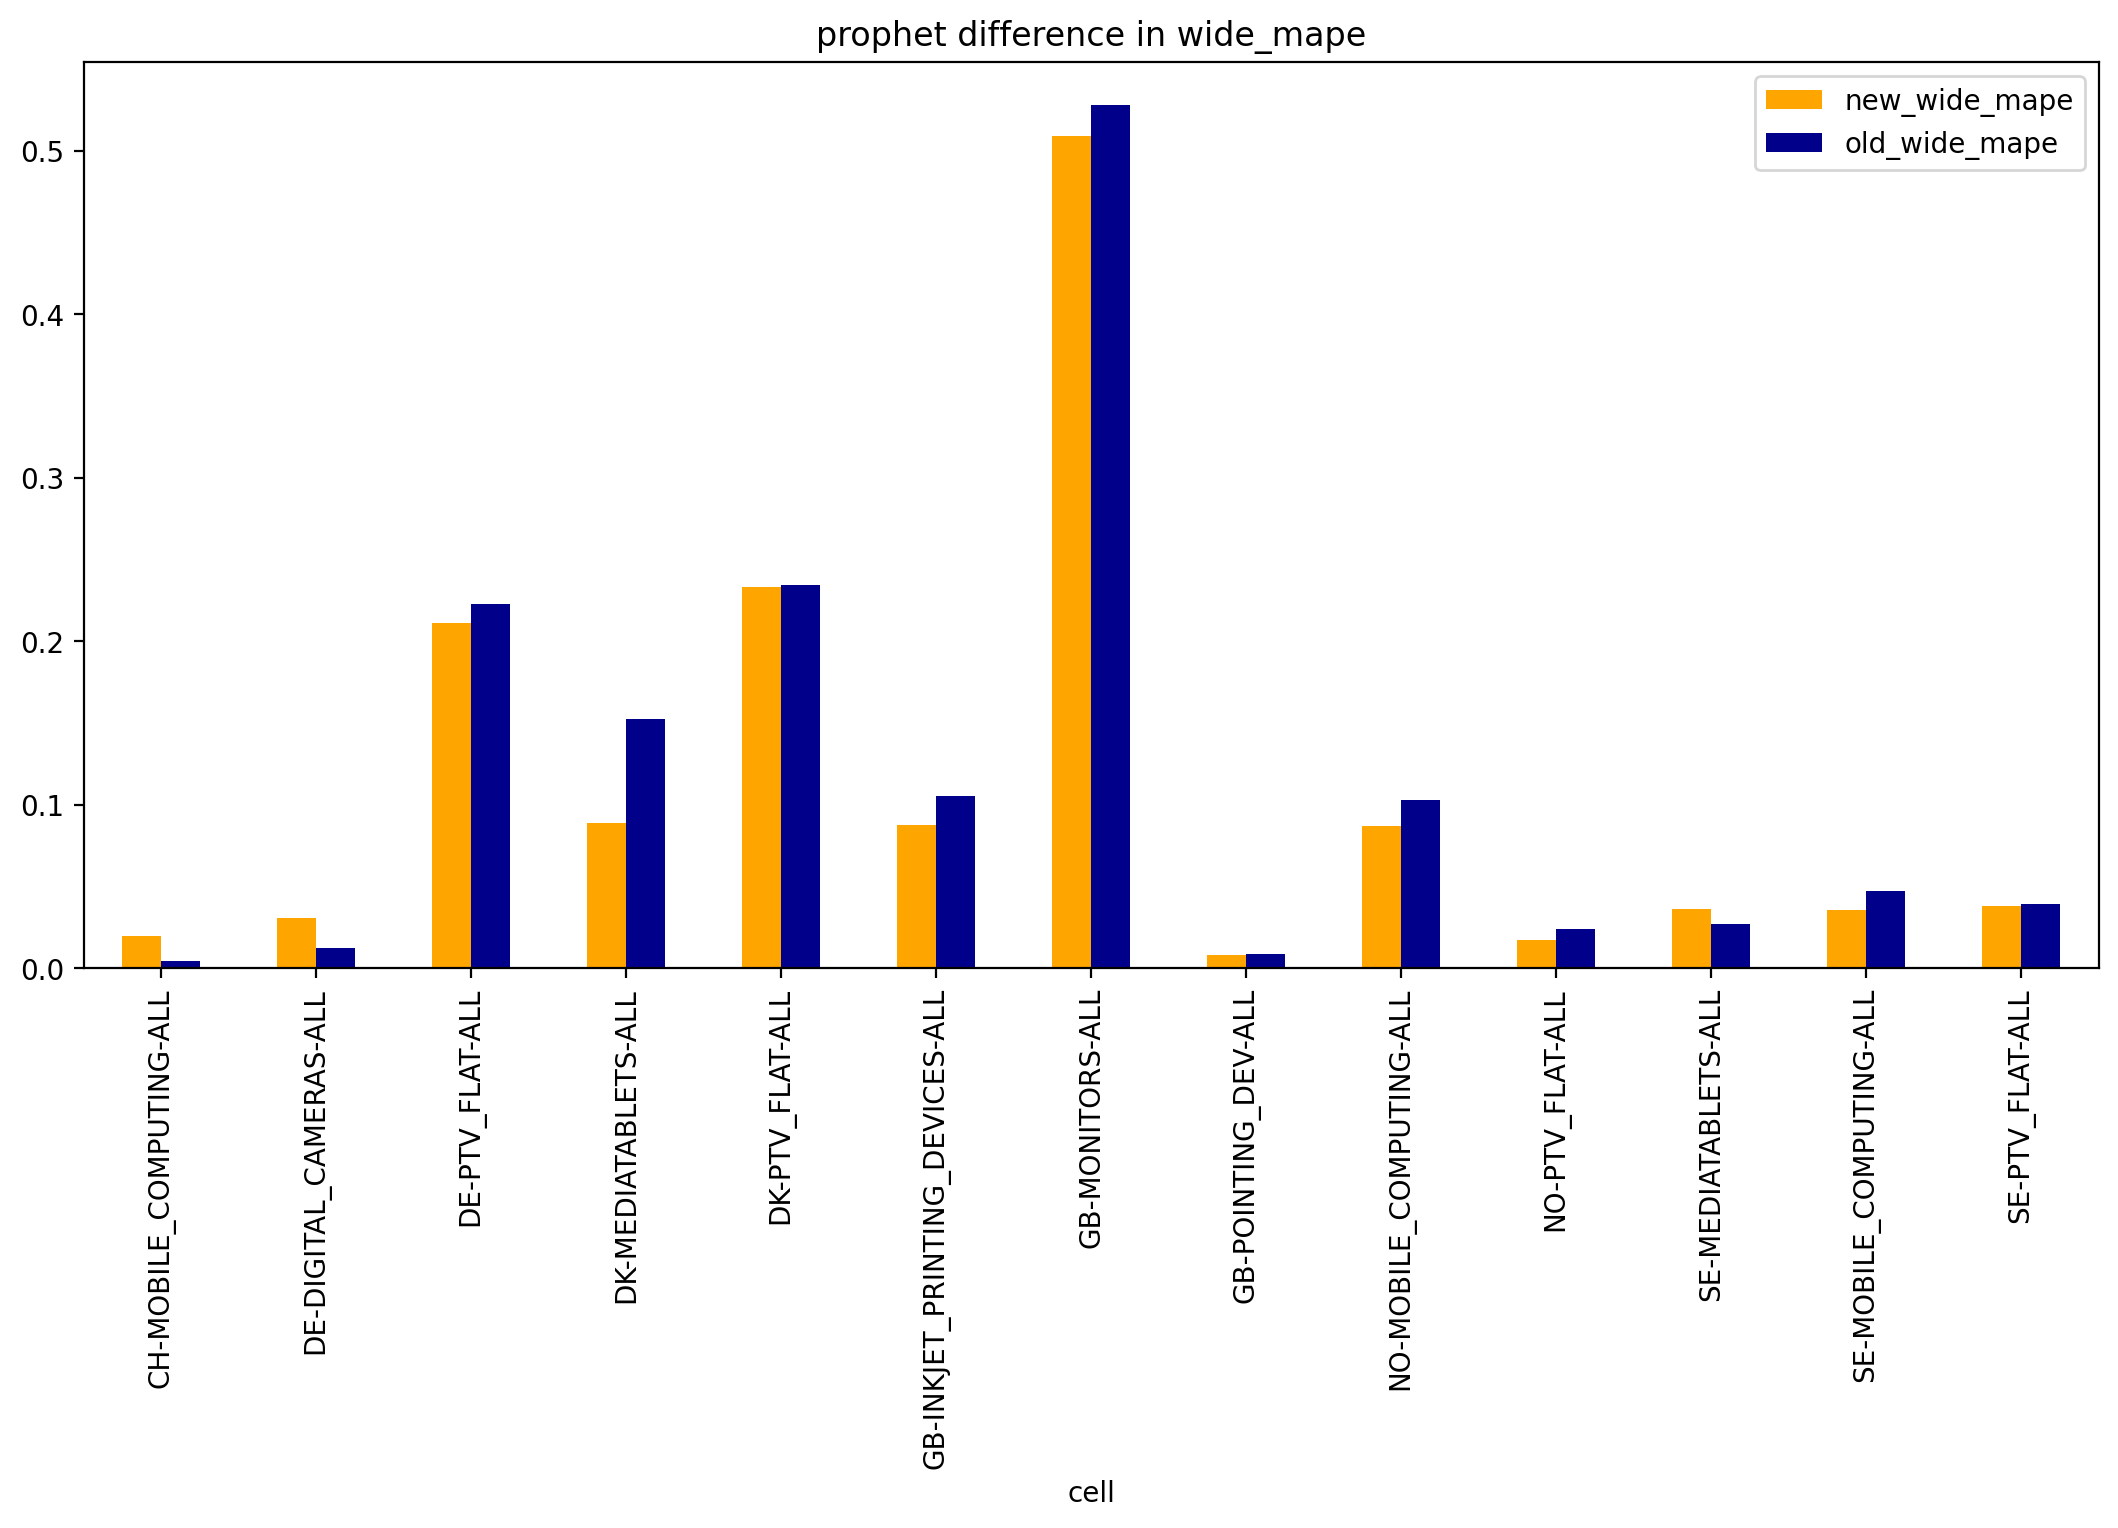 prophet difference in wide_mape
new_wide_mape
old_wide_mape
0.5
0.4
0.3
0.2
0.1
0.0
CH-MOBILE_COMPUTING-ALL
DE-DIGITAL_CAMERAS-ALL
DE-PTV_FLAT-ALL
DK-MEDIATABLETS-ALL
DK-PTV_FLAT-ALL
GB-INKJET_PRINTING_DEVICES-ALL
GB-MONITORS-ALL
GB-POINTING_DEV-ALL
NO-MOBILE_COMPUTING-ALL
NO-PTV_FLAT-ALL
SE-MEDIATABLETS-ALL
SE-MOBILE_COMPUTING-ALL
SE-PTV_FLAT-ALL
cell